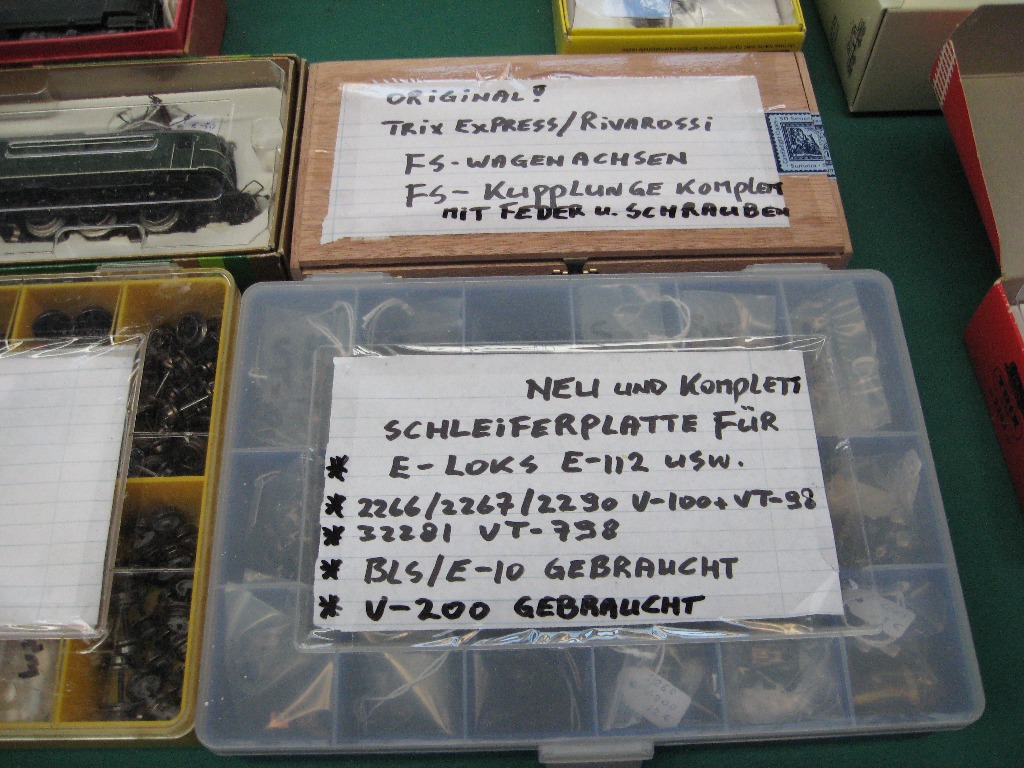 ORIGINAL!
TRIX EXPRESS/RIVAROSSI
FS-WAGENACHSEN
FS-KUPPLUNGE KOMPLETT
MIT FEDER U. SCHRAUBEN
NEU UND KOMPLETT
SCHLEIFERPLATTE FÜR
* E-LOKS E-112 USW.
* 2266/2267/2290 V-100+VT-98
* 32281 VT-798
* BLS/E-10 GEBRAUCHT
* V-200 GEBRAUCHT